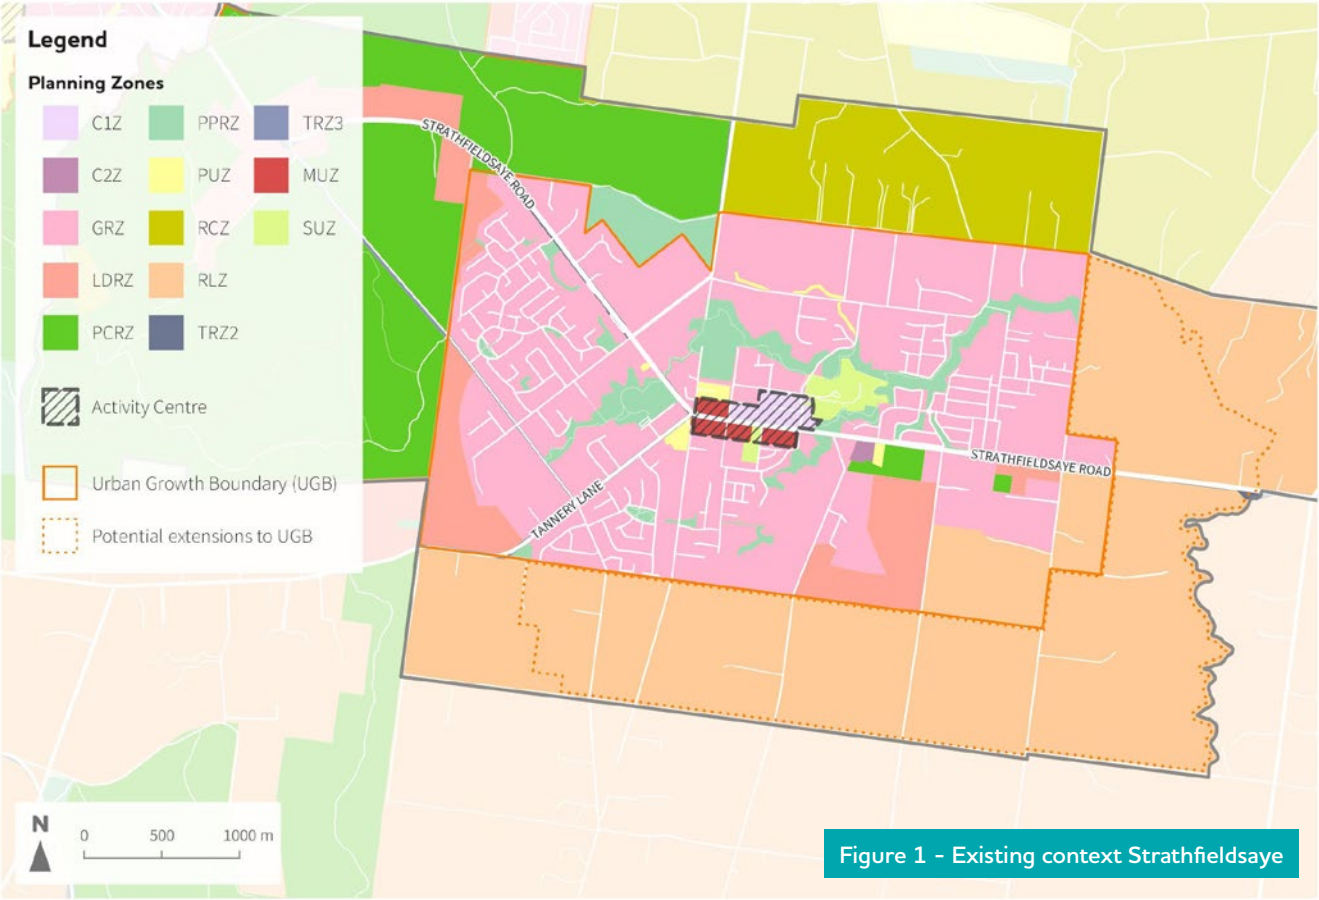 Legend
Planning Zones
C1Z PPRZ TRZ3
C2Z PUZ MUZ
GRZ RCZ SUZ
LDRZ RLZ
PCRZ TRZ2
Activity Centre
Urban Growth Boundary (UGB)
Potential extensions to UGB
STRATHFIELDSAYE ROAD
STRATHFIELDSAYE ROAD
TANNERY LANE
N
0 500 1000 m
Figure 1 - Existing context Strathfieldsaye